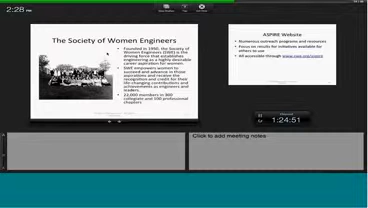 2:28 PM
The Society of Women Engineers
• Founded in 1950, the Society of
Women Engineers (SWE) is the
driving force that establishes
engineering as a highly desirable
career aspiration for women.
• SWE empowers women to
succeed and advance in those
aspirations and receive the
recognition and credit for their
life-changing contributions and
achievements as engineers and
leaders.
• 22,000 members in 300
collegiate and 100 professional
chapters
ASPIRE Website
• Numerous outreach programs and resources
• Focus on results for initiatives available for
others to use
• All accessible through www.swe.org/aspire
1:24:51
Click to add meeting notes